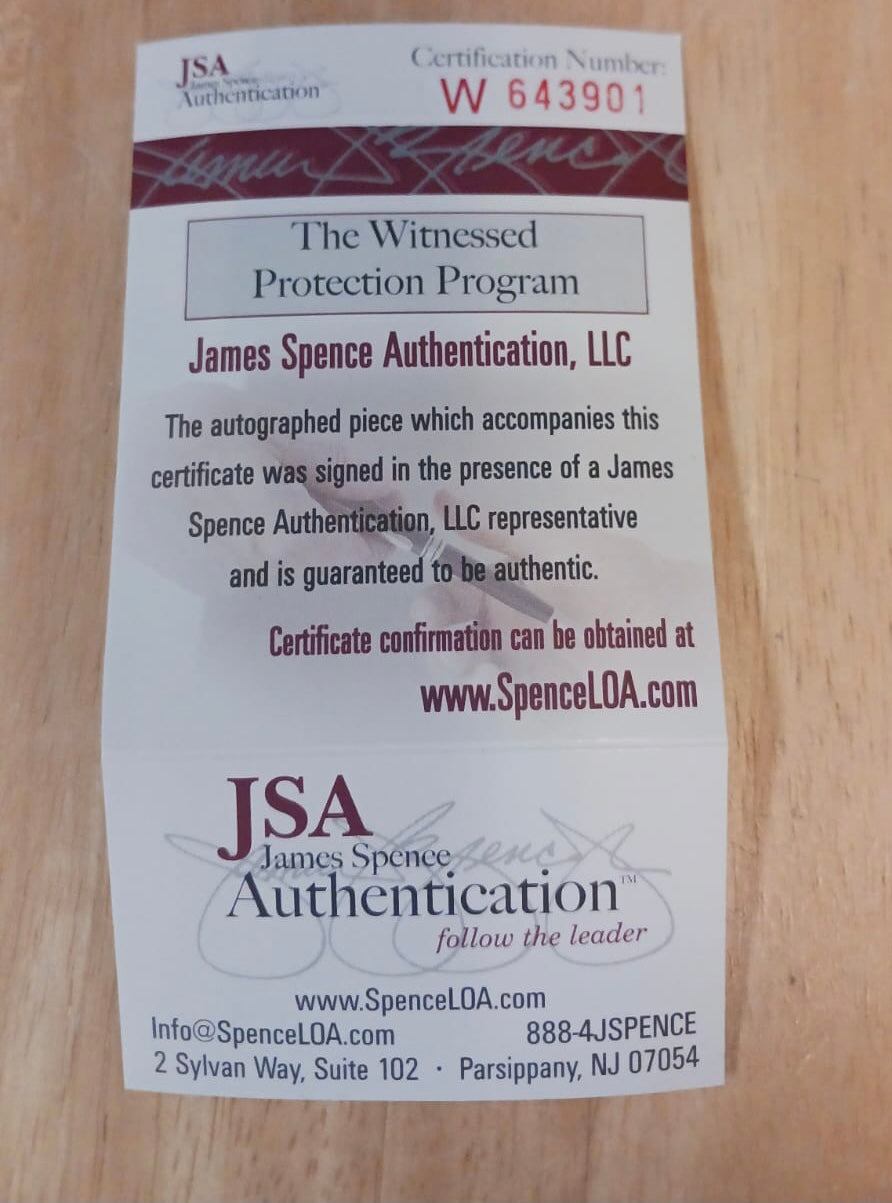 JSA
James Spence
Authentication
Certification Number:
W 643901
James Spence
The Witnessed
Protection Program
James Spence Authentication, LLC
The autographed piece which accompanies this
certificate was signed in the presence of a James
Spence Authentication, LLC representative
and is guaranteed to be authentic.
Certificate confirmation can be obtained at
www.SpenceLOA.com
JSA
James Spence
Authentication™
follow the leader
www.SpenceLOA.com
Info@SpenceLOA.com 888-4JSPENCE
2 Sylvan Way, Suite 102 · Parsippany, NJ 07054